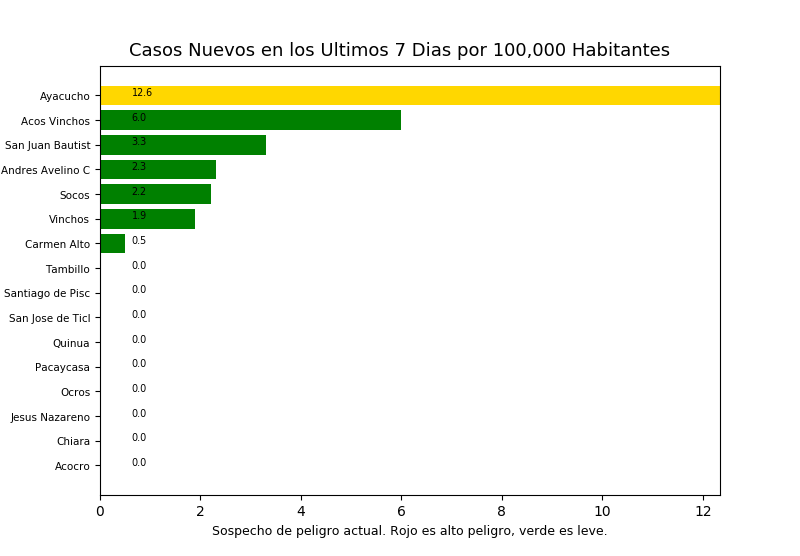 Casos Nuevos en los Ultimos 7 Dias por 100,000 Habitantes
Ayacucho 12.6
Acos Vinchos 6.0
San Juan Bautist 3.3
Andres Avelino C 2.3
Socos 2.2
Vinchos 1.9
Carmen Alto 0.5
Tambillo 0.0
Santiago de Pisc 0.0
San Jose de Ticl 0.0
Quinua 0.0
Pacaycasa 0.0
Ocros 0.0
Jesus Nazareno 0.0
Chiara 0.0
Acocro 0.0
0 2 4 6 8 10 12
Sospecho de peligro actual. Rojo es alto peligro, verde es leve.